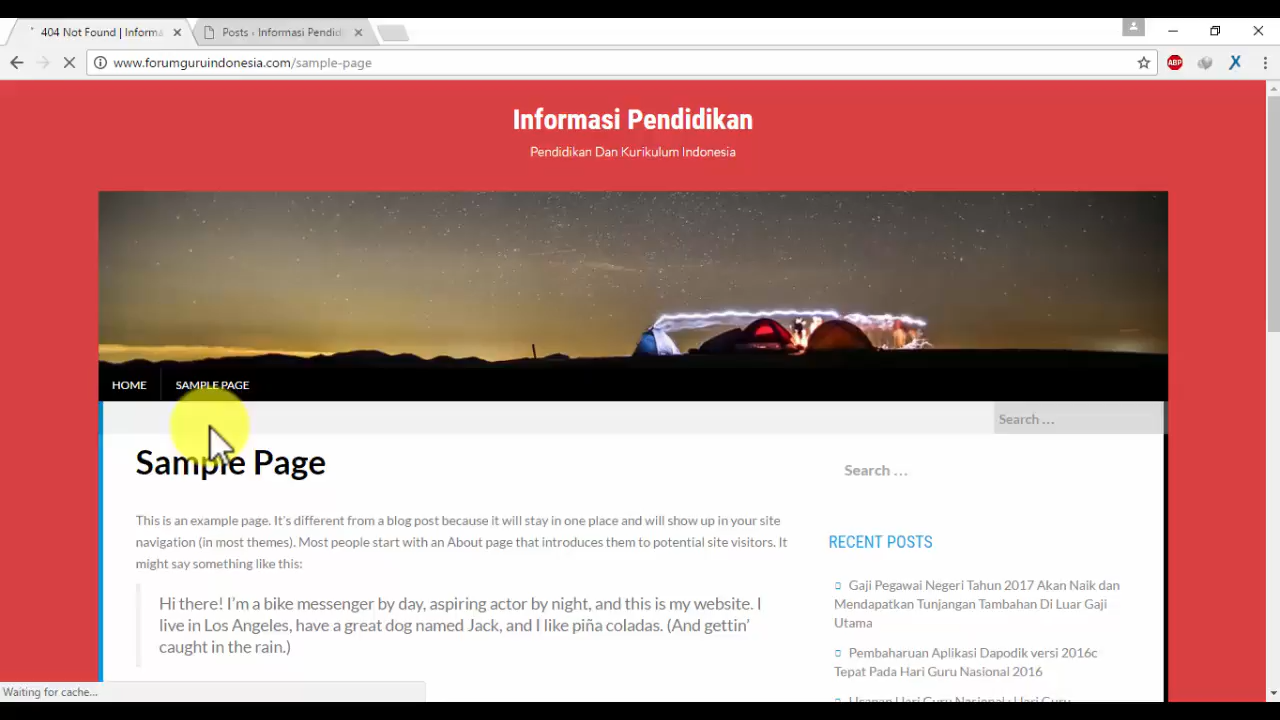 404 Not Found | Informa
Posts ‹ Informasi Pendidi
www.forumguruindonesia.com/sample-page
ABP
Informasi Pendidikan
Pendidikan Dan Kurikulum Indonesia
HOME
SAMPLE PAGE
Search ...
Sample Page
Search ...
This is an example page. It's different from a blog post because it will stay in one place and will show up in your site
navigation (in most themes). Most people start with an About page that introduces them to potential site visitors. It
might say something like this:
Hi there! I'm a bike messenger by day, aspiring actor by night, and this is my website. I
live in Los Angeles, have a great dog named Jack, and I like piña coladas. (And gettin'
caught in the rain.)
RECENT POSTS
Gaji Pegawai Negeri Tahun 2017 Akan Naik dan
Mendapatkan Tunjangan Tambahan Di Luar Gaji
Utama
Pembaharuan Aplikasi Dapodik versi 2016c
Tepat Pada Hari Guru Nasional 2016
Ucapan Hari Guru Nasional : Hari Guru
Waiting for cache...